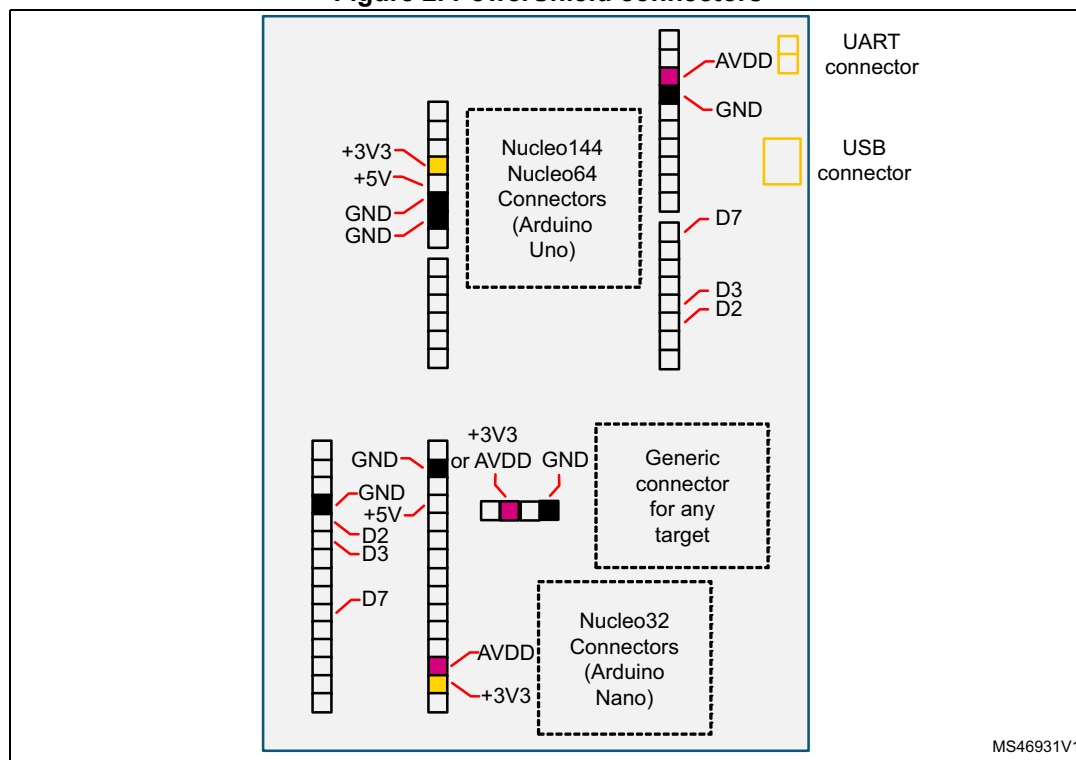 Figure 2. PowerShield connectors
UART
connector
AVDD
GND
USB
connector
Nucleo144
Nucleo64
Connectors
(Arduino
Uno)
+3V3
+5V
GND
GND
D7
D3
D2
+3V3
or AVDD
GND
GND
GND
+5V
D2
D3
D7
Generic
connector
for any
target
AVDD
+3V3
Nucleo32
Connectors
(Arduino
Nano)
MS46931V1